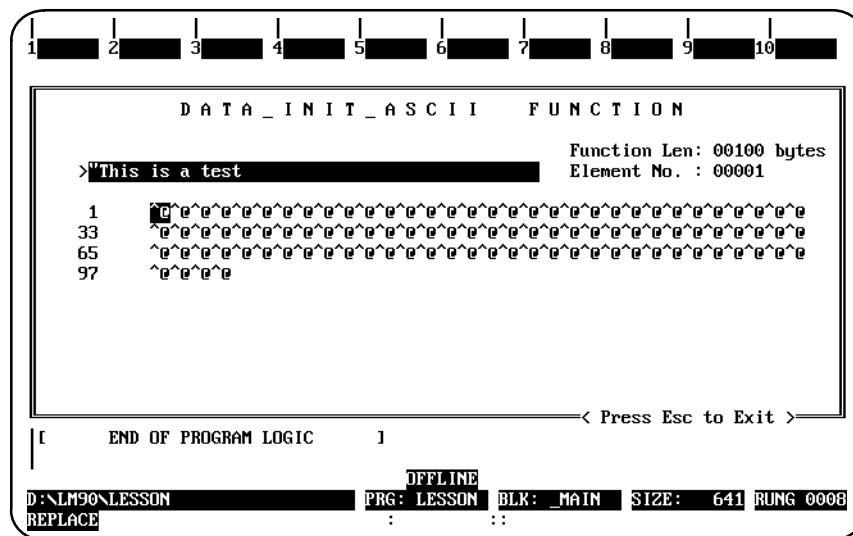 1 2 3 4 5 6 7 8 9 10
D A T A _ I N I T _ A S C I I F U N C T I O N
Function Len: 00100 bytes
>"This is a test Element No. : 00001
1 ^@^@^@^@^@^@^@^@^@^@^@^@^@^@^@^@^@^@^@^@^@^@^@^@^@^@^@^@^@^@^@^@
33 ^@^@^@^@^@^@^@^@^@^@^@^@^@^@^@^@^@^@^@^@^@^@^@^@^@^@^@^@^@^@^@^@
65 ^@^@^@^@^@^@^@^@^@^@^@^@^@^@^@^@^@^@^@^@^@^@^@^@^@^@^@^@^@^@^@^@
97 ^@^@^@^@
< Press Esc to Exit >
[ END OF PROGRAM LOGIC ]
OFFLINE
D:\LM90\LESSON PRG: LESSON BLK: _MAIN SIZE: 641 RUNG 0008
REPLACE : ::